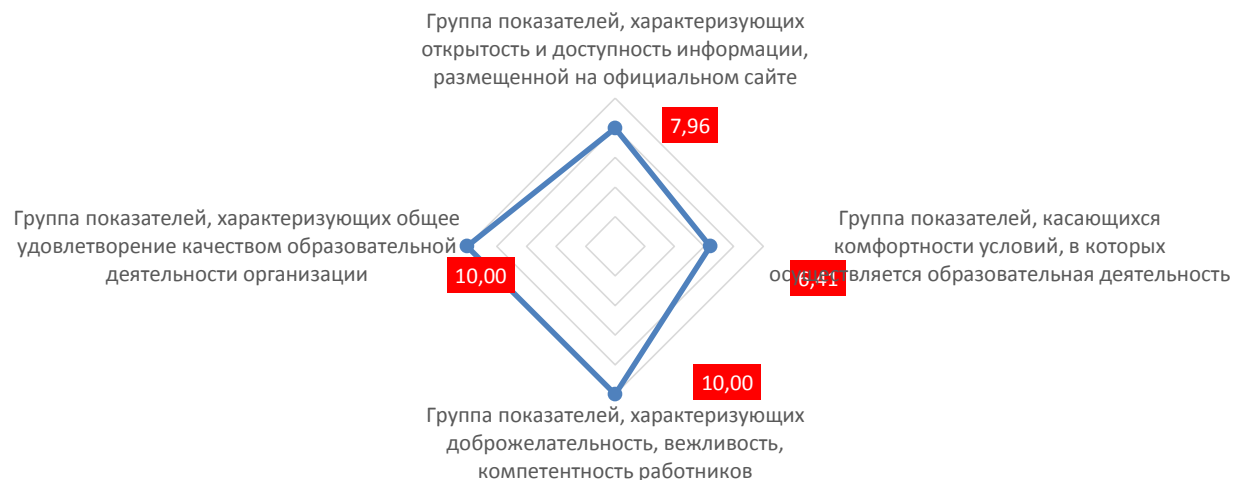 Группа показателей, характеризующих
открытость и доступность информации,
размещенной на официальном сайте
7,96
Группа показателей, характеризующих общее
удовлетворение качеством образовательной
деятельности организации
10,00
Группа показателей, касающихся
комфортности условий, в которых
осуществляется образовательная деятельность
6,41
10,00
Группа показателей, характеризующих
доброжелательность, вежливость,
компетентность работников